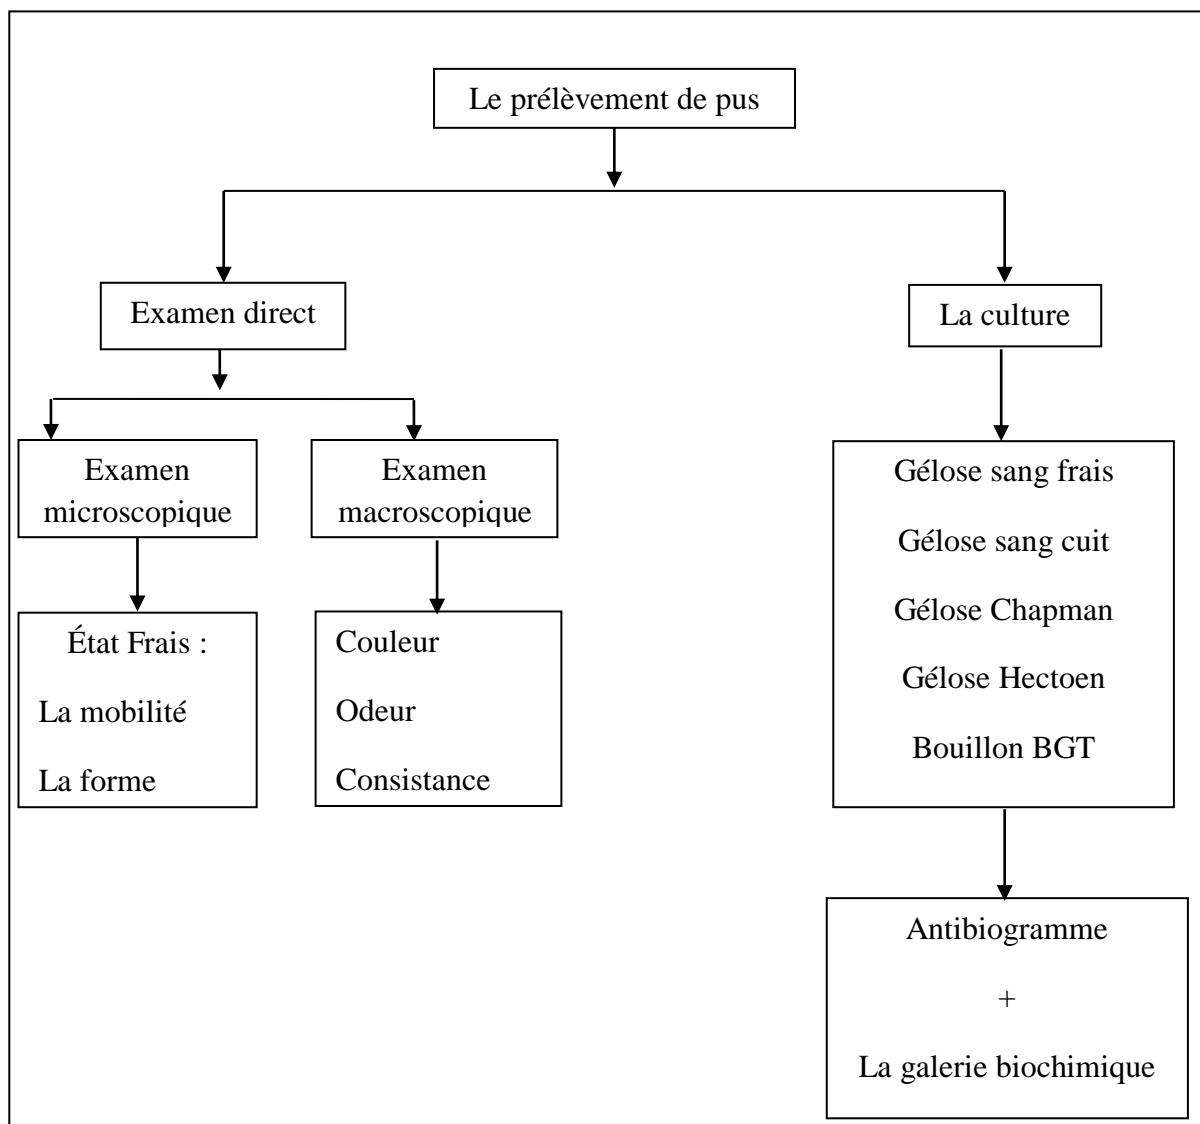 Le prélèvement de pus
Examen direct
La culture
Examen
microscopique
Examen
macroscopique
Gélose sang frais
Gélose sang cuit
Gélose Chapman
Gélose Hectoen
Bouillon BGT
État Frais :
La mobilité
La forme
Couleur
Odeur
Consistance
Antibiogramme
+
La galerie biochimique